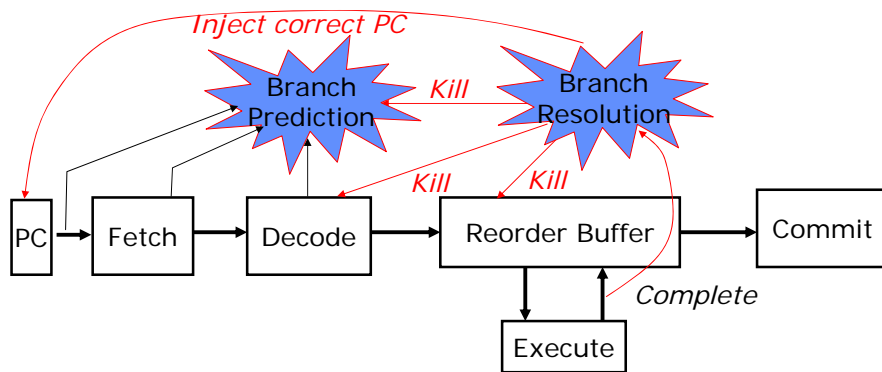 Inject correct PC
Branch
Prediction
Kill
Branch
Resolution
Kill
Kill
PC
Fetch
Decode
Reorder Buffer
Commit
Complete
Execute